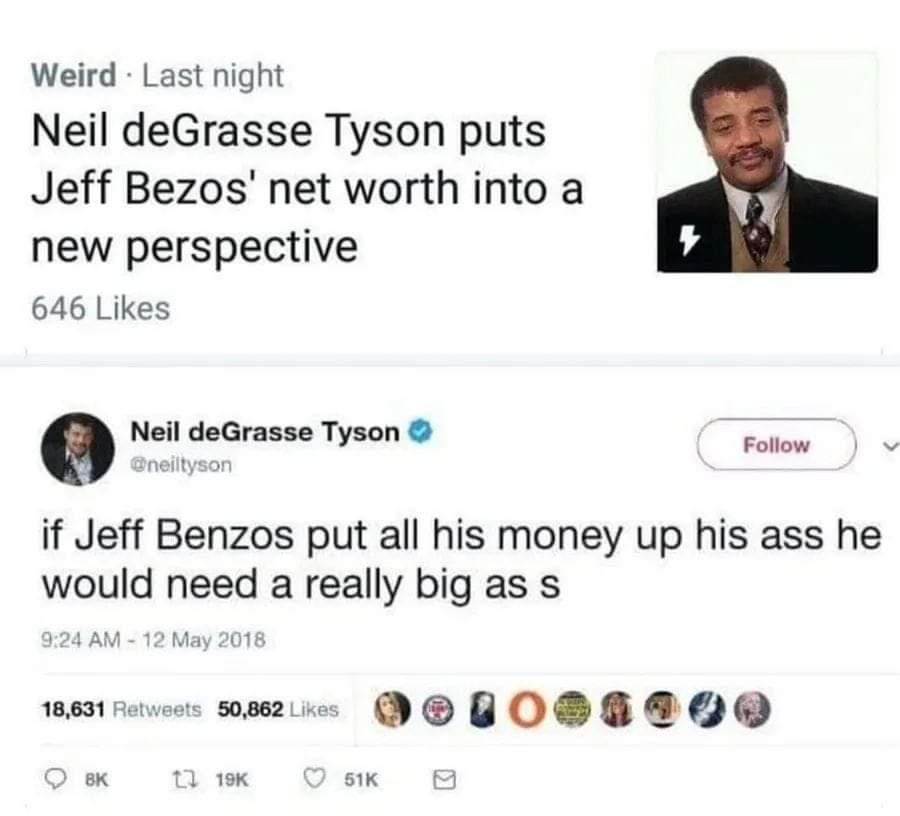 Weird · Last night
Neil deGrasse Tyson puts
Jeff Bezos' net worth into a
new perspective
646 Likes
Neil deGrasse Tyson
@neiltyson
Follow
if Jeff Benzos put all his money up his ass he
would need a really big as s
9:24 AM - 12 May 2018
18,631 Retweets 50,862 Likes
8K 19K 51K